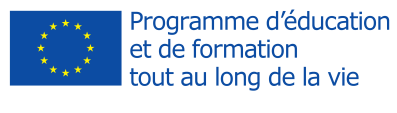 Programme d’éducation
et de formation
tout au long de la vie